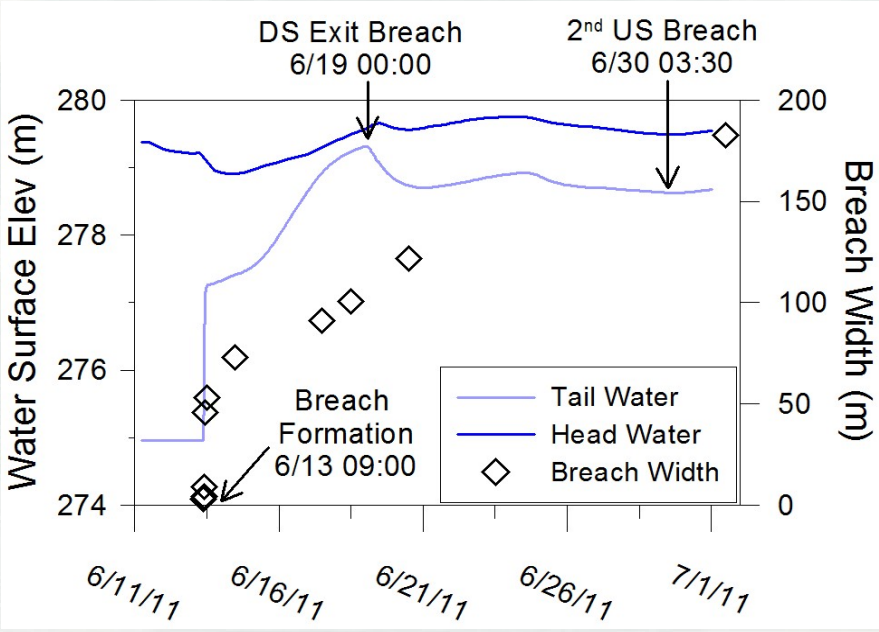 DS Exit Breach
6/19 00:00
2nd US Breach
6/30 03:30
Water Surface Elev (m)
280
278
276
274
200
150
100
50
0
Breach Width (m)
Breach
Formation
6/13 09:00
Tail Water
Head Water
Breach Width
6/11/11
6/16/11
6/21/11
6/26/11
7/1/11